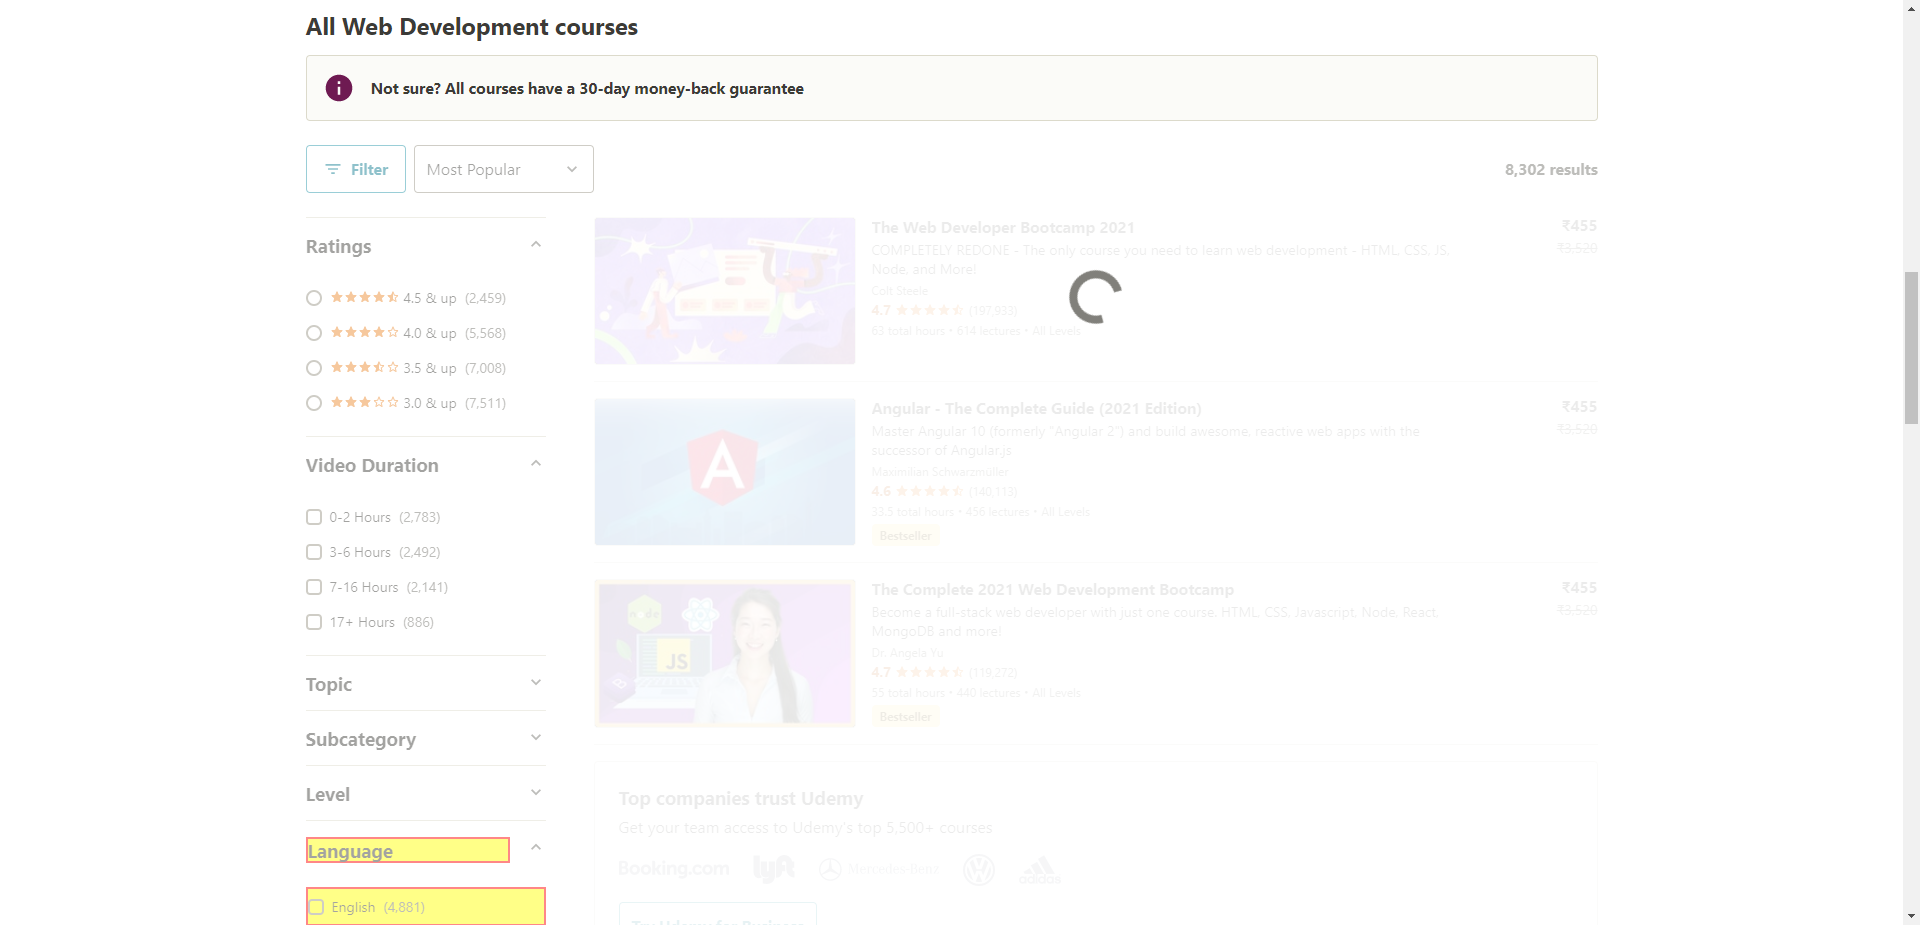 All Web Development courses
Not sure? All courses have a 30-day money-back guarantee
Filter
Most Popular
8,302 results
Ratings
4.5 & up (2,459)
4.0 & up (5,568)
3.5 & up (7,008)
3.0 & up (7,511)
Video Duration
0-2 Hours (2,783)
3-6 Hours (2,492)
7-16 Hours (2,141)
17+ Hours (886)
Topic
Subcategory
Level
Language
English (4,881)
The Web Developer Bootcamp 2021
₹455
COMPLETELY REDONE - The only course you need to learn web development - HTML, CSS, JS,
₹3,520
Node, and More!
Colt Steele
4.7 (197,933)
63 total hours • 614 lectures • All Levels
Angular - The Complete Guide (2021 Edition)
₹455
Master Angular 10 (formerly "Angular 2") and build awesome, reactive web apps with the
₹3,520
successor of Angular.js
Maximilian Schwarzmüller
4.6 (140,113)
33.5 total hours • 456 lectures • All Levels
Bestseller
node
JS
The Complete 2021 Web Development Bootcamp
₹455
Become a full-stack web developer with just one course. HTML, CSS, Javascript, Node, React,
₹3,520
MongoDB and more!
Dr. Angela Yu
4.7 (119,272)
55 total hours • 440 lectures • All Levels
Bestseller
Top companies trust Udemy
Get your team access to Udemy's top 5,500+ courses
Booking.com
lyft
Mercedes-Benz
adidas
Try Udemy for Business